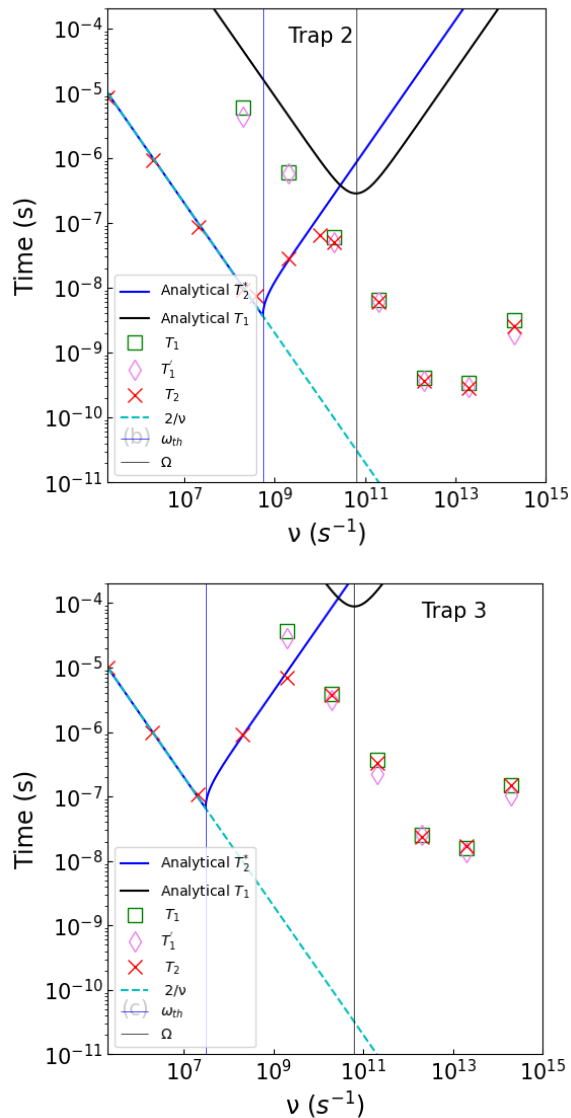 Trap 2
Time (s)
10⁻⁴
10⁻⁵
10⁻⁶
10⁻⁷
10⁻⁸
10⁻⁹
10⁻¹⁰
10⁻¹¹
Analytical T₂*
Analytical T₁
T₁
T₁′
T₂
2/ν
ω_th
Ω
(b)
10⁷ 10⁹ 10¹¹ 10¹³ 10¹⁵
ν (s⁻¹)
Trap 3
Time (s)
10⁻⁴
10⁻⁵
10⁻⁶
10⁻⁷
10⁻⁸
10⁻⁹
10⁻¹⁰
10⁻¹¹
Analytical T₂*
Analytical T₁
T₁
T₁′
T₂
2/ν
ω_th
Ω
(c)
10⁷ 10⁹ 10¹¹ 10¹³ 10¹⁵
ν (s⁻¹)